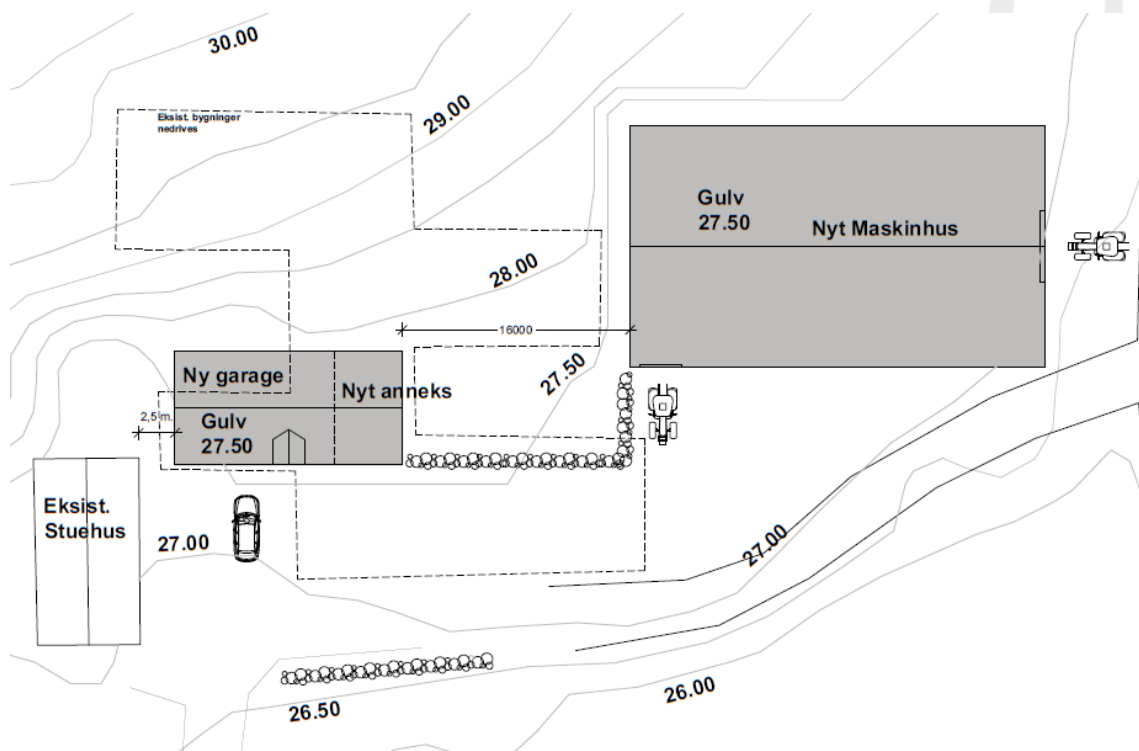 30.00
Eksist. bygninger
nedrives
29.00
Gulv
27.50
Nyt Maskinhus
28.00
16000
27.50
Ny garage
Nyt anneks
2,5 m.
Gulv
27.50
Eksist.
Stuehus
27.00
27.00
26.50
26.00